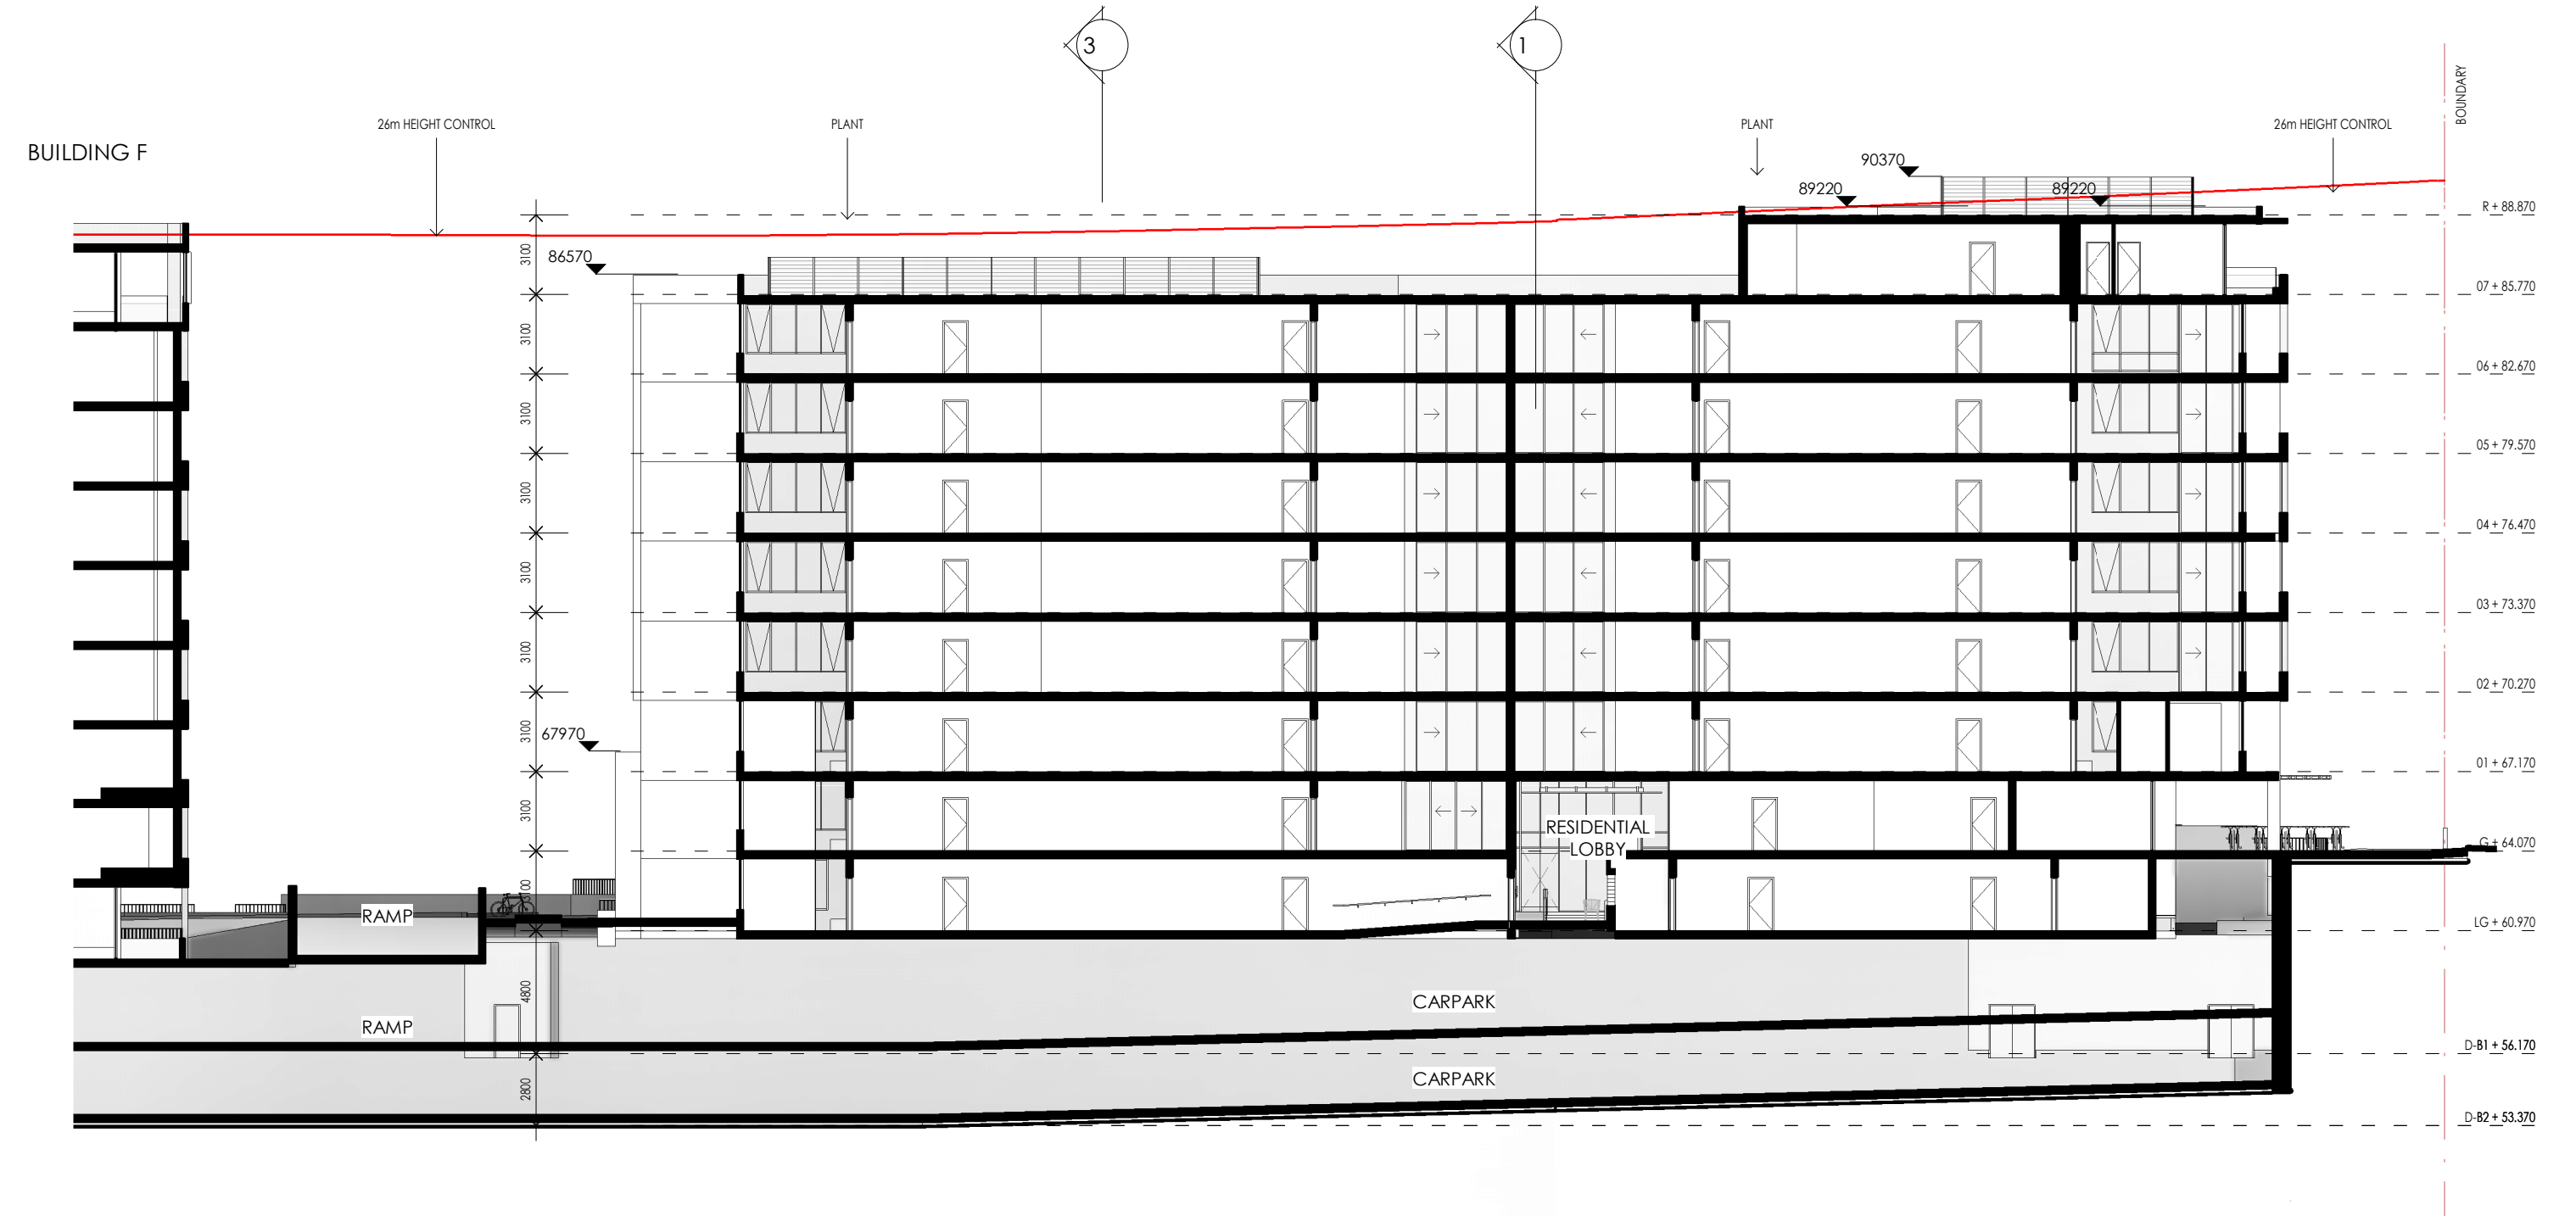 3
1
BOUNDARY
26m HEIGHT CONTROL
PLANT
PLANT
26m HEIGHT CONTROL
BUILDING F
90370
89220
89220
R + 88.870
3100
86570
07 + 85.770
3100
06 + 82.670
3100
05 + 79.570
3100
04 + 76.470
3100
03 + 73.370
3100
02 + 70.270
3100
67970
01 + 67.170
3100
RESIDENTIAL
LOBBY
G + 64.070
3100
RAMP
LG + 60.970
4800
CARPARK
RAMP
D-B1 + 56.170
CARPARK
2800
D-B2 + 53.370